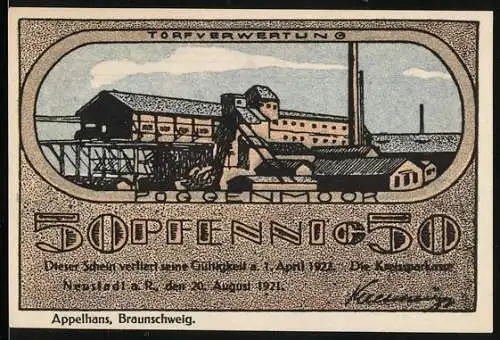 TORFVERWERTUNG
POGGENMOOR
50 PFENNIG 50
Dieser Schein verliert seine Gültigkeit a. 1. April 1922. Die Kreissparkasse
Neustadt a. R., den 20. August 1921.
Appelhans, Braunschweig.